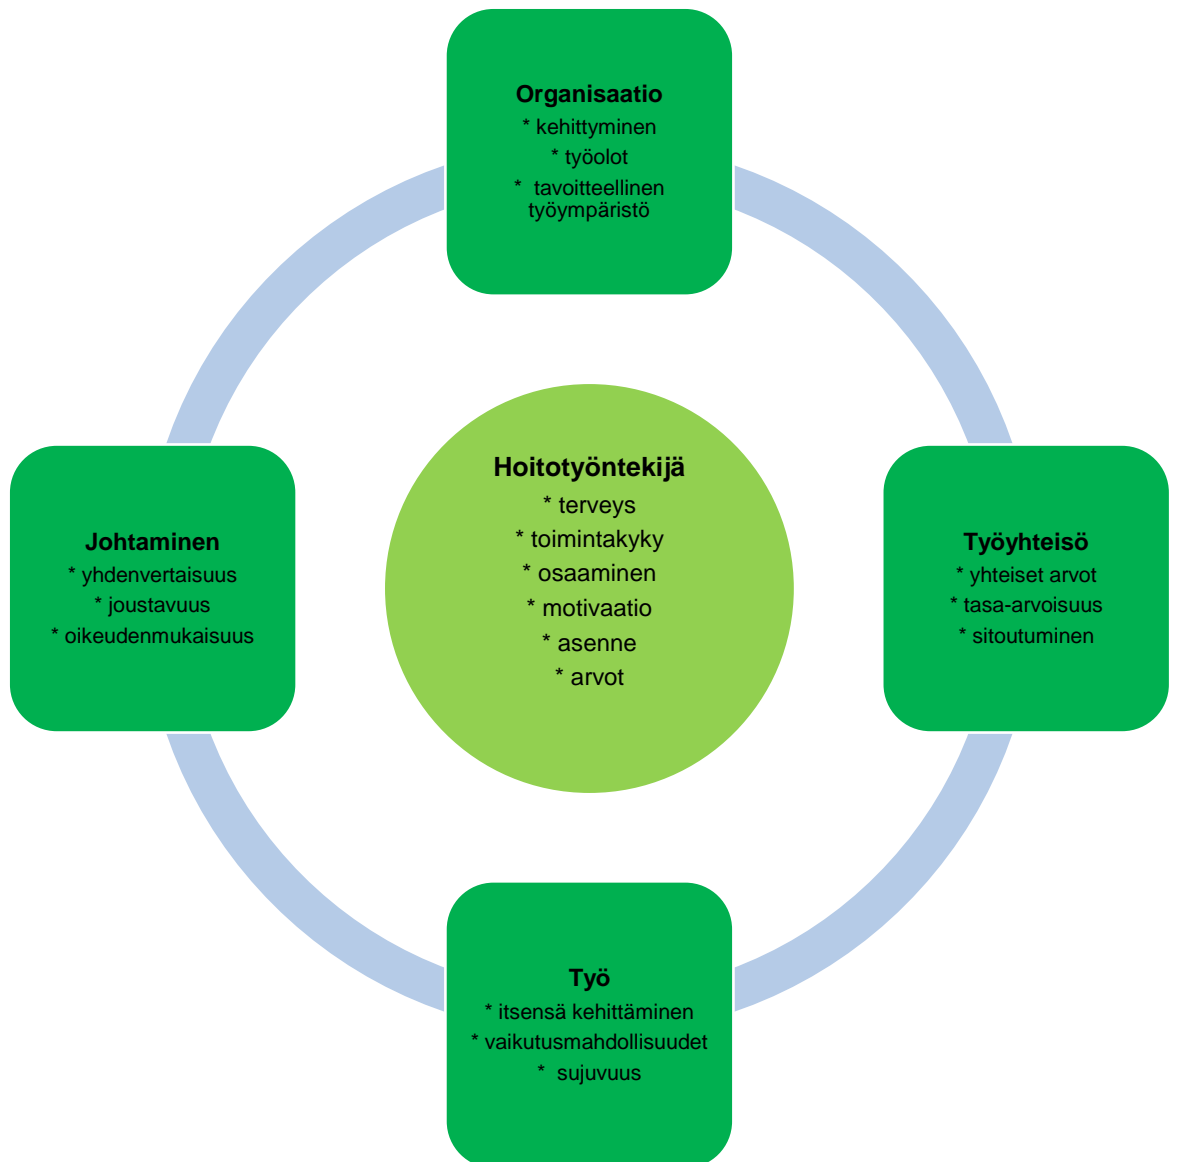 Organisaatio
* kehittyminen
* työolot
* tavoitteellinen
työympäristö
Johtaminen
* yhdenvertaisuus
* joustavuus
* oikeudenmukaisuus
Hoitotyöntekijä
* terveys
* toimintakyky
* osaaminen
* motivaatio
* asenne
* arvot
Työyhteisö
* yhteiset arvot
* tasa-arvoisuus
* sitoutuminen
Työ
* itsensä kehittäminen
* vaikutusmahdollisuudet
* sujuvuus